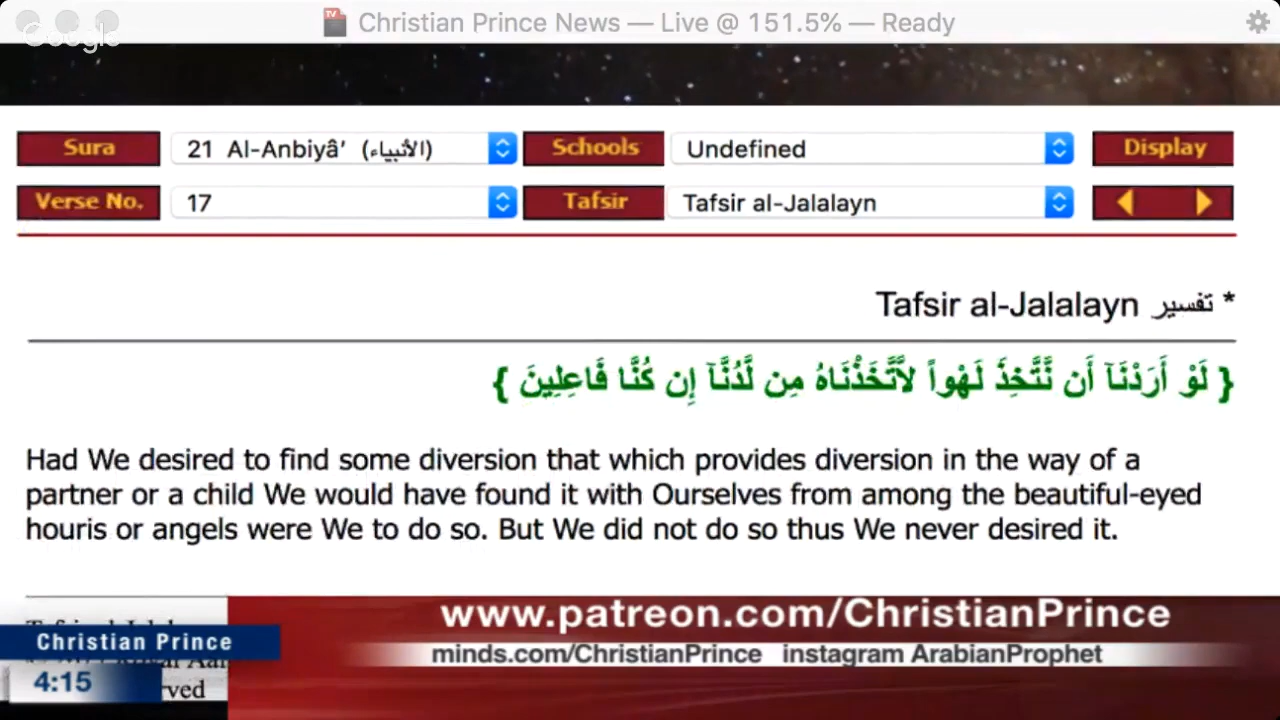 Christian Prince News — Live @ 151.5% — Ready
Google
Sura 21 Al-Anbiyâ’ (الأنبياء) Schools Undefined Display
Verse No. 17 Tafsir Tafsir al-Jalalayn
* تفسير Tafsir al-Jalalayn
{ لَوْ أَرَدْنَآ أَن نَّتَّخِذَ لَهْواً لاَّتَّخَذْنَاهُ مِن لَّدُنَّآ إِن كُنَّا فَاعِلِينَ }
Had We desired to find some diversion that which provides diversion in the way of a
partner or a child We would have found it with Ourselves from among the beautiful-eyed
houris or angels were We to do so. But We did not do so thus We never desired it.
www.patreon.com/ChristianPrince
Christian Prince
minds.com/ChristianPrince instagram ArabianProphet
4:15